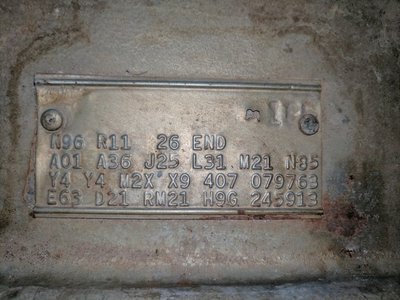 N96 R11 26 END
A01 A36 J25 L31 M21 N85
Y4 Y4 M2X X9 407 079763
E63 D21 RM21 H9G 245913